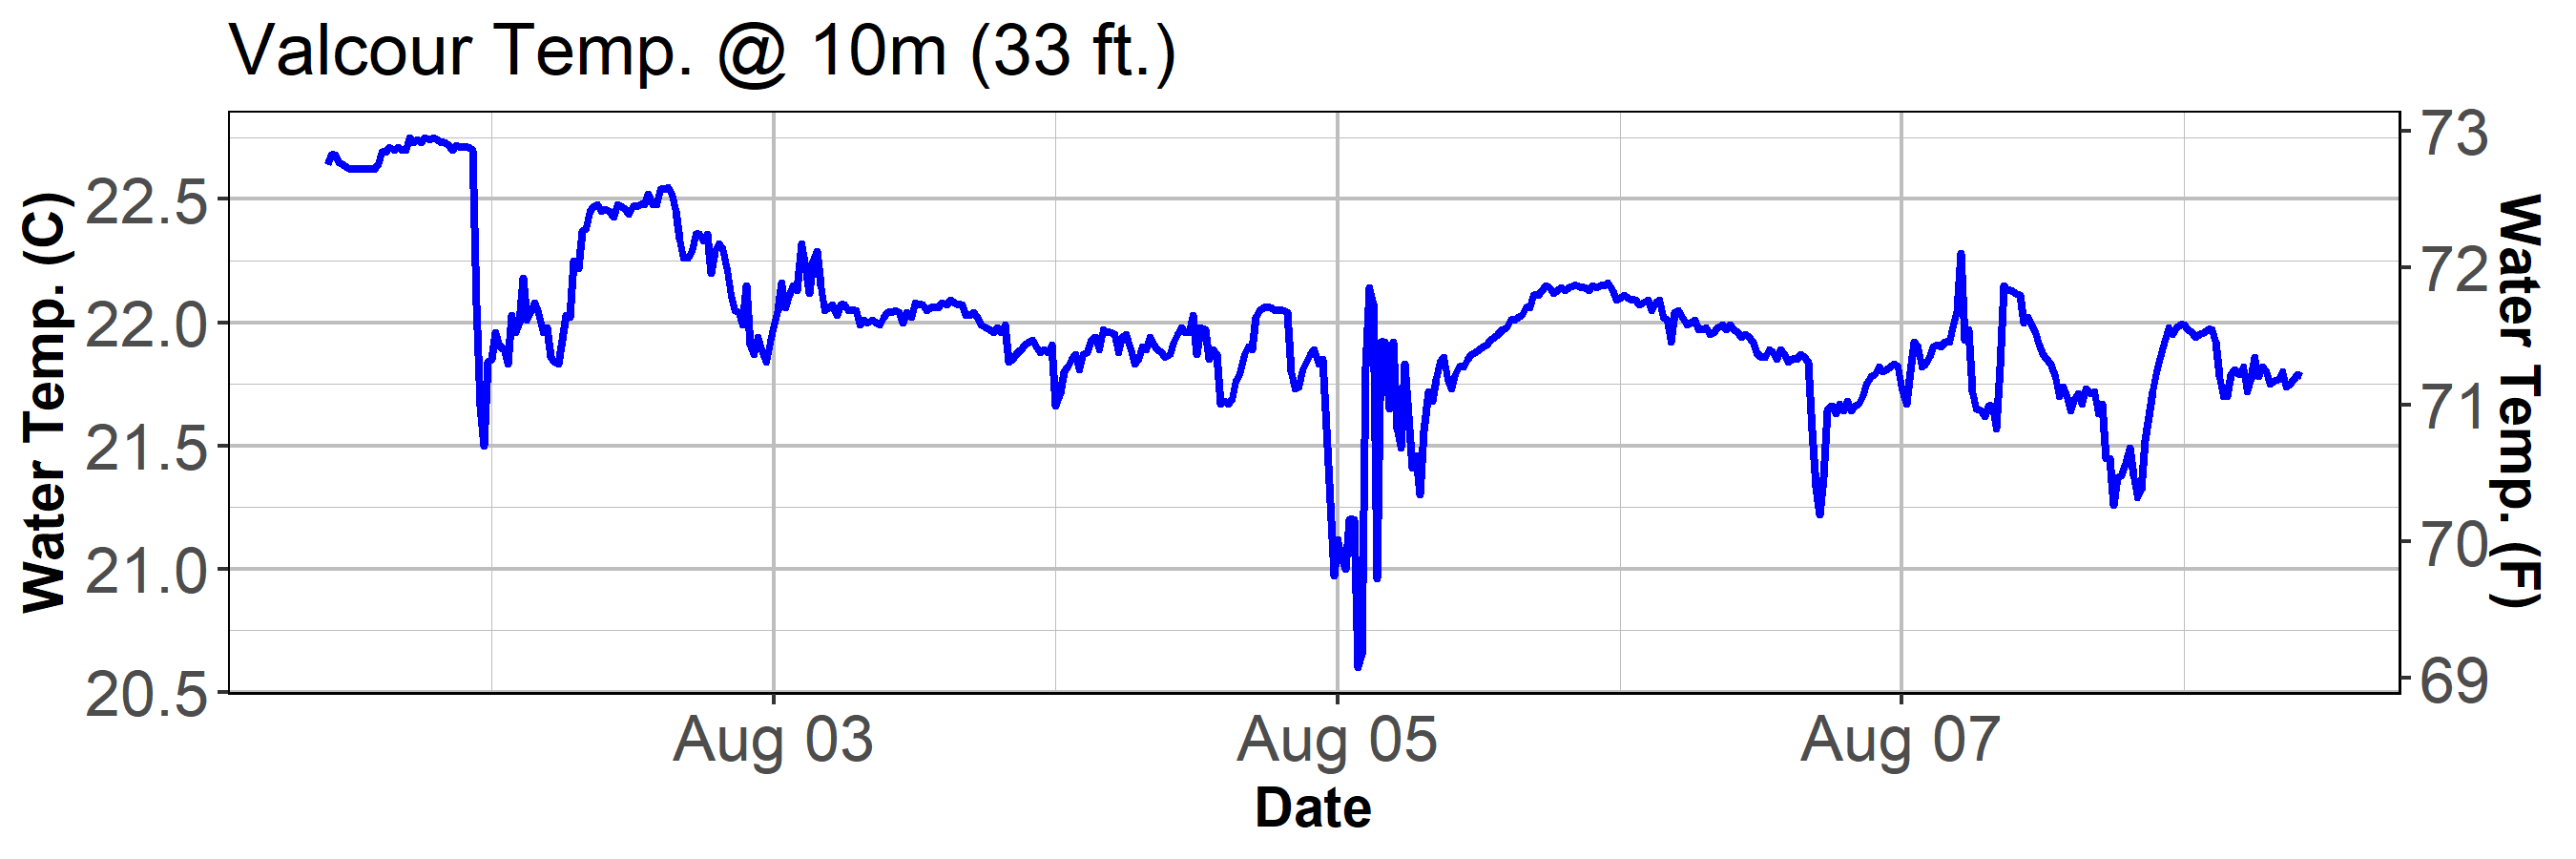 Valcour Temp. @ 10m (33 ft.)
Water Temp. (C)
22.5
22.0
21.5
21.0
20.5
73
72
71
70
69
Water Temp. (F)
Aug 03
Aug 05
Aug 07
Date